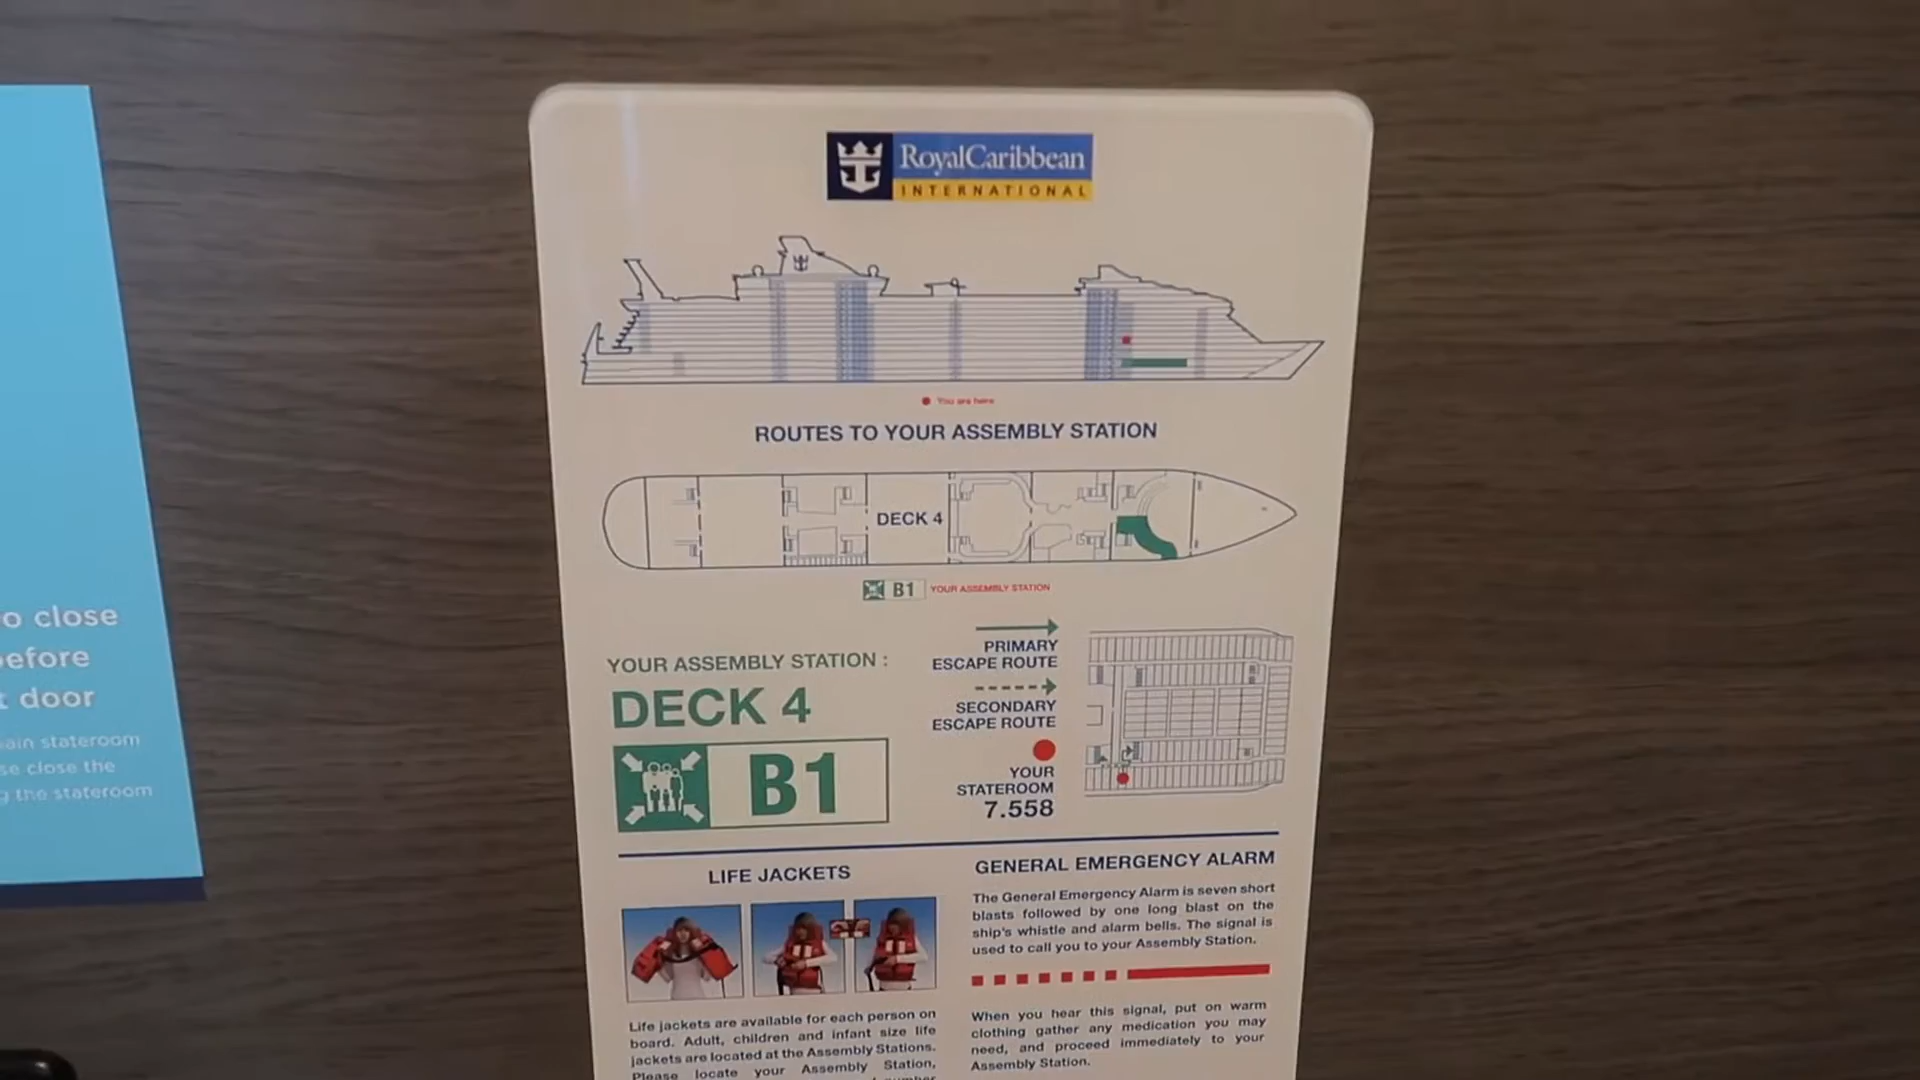 RoyalCaribbean
INTERNATIONAL
You are here
ROUTES TO YOUR ASSEMBLY STATION
DECK 4
B1 YOUR ASSEMBLY STATION
YOUR ASSEMBLY STATION :
DECK 4
B1
PRIMARY
ESCAPE ROUTE
SECONDARY
ESCAPE ROUTE
YOUR
STATEROOM
7.558
LIFE JACKETS
Life jackets are available for each person on
board. Adult, children and infant size life
jackets are located at the Assembly Stations.
Please locate your Assembly Station,
number
GENERAL EMERGENCY ALARM
The General Emergency Alarm is seven short
blasts followed by one long blast on the
ship's whistle and alarm bells. The signal is
used to call you to your Assembly Station.
When you hear this signal, put on warm
clothing gather any medication you may
need, and proceed immediately to your
Assembly Station.
close
door
stateroom
close the
the stateroom